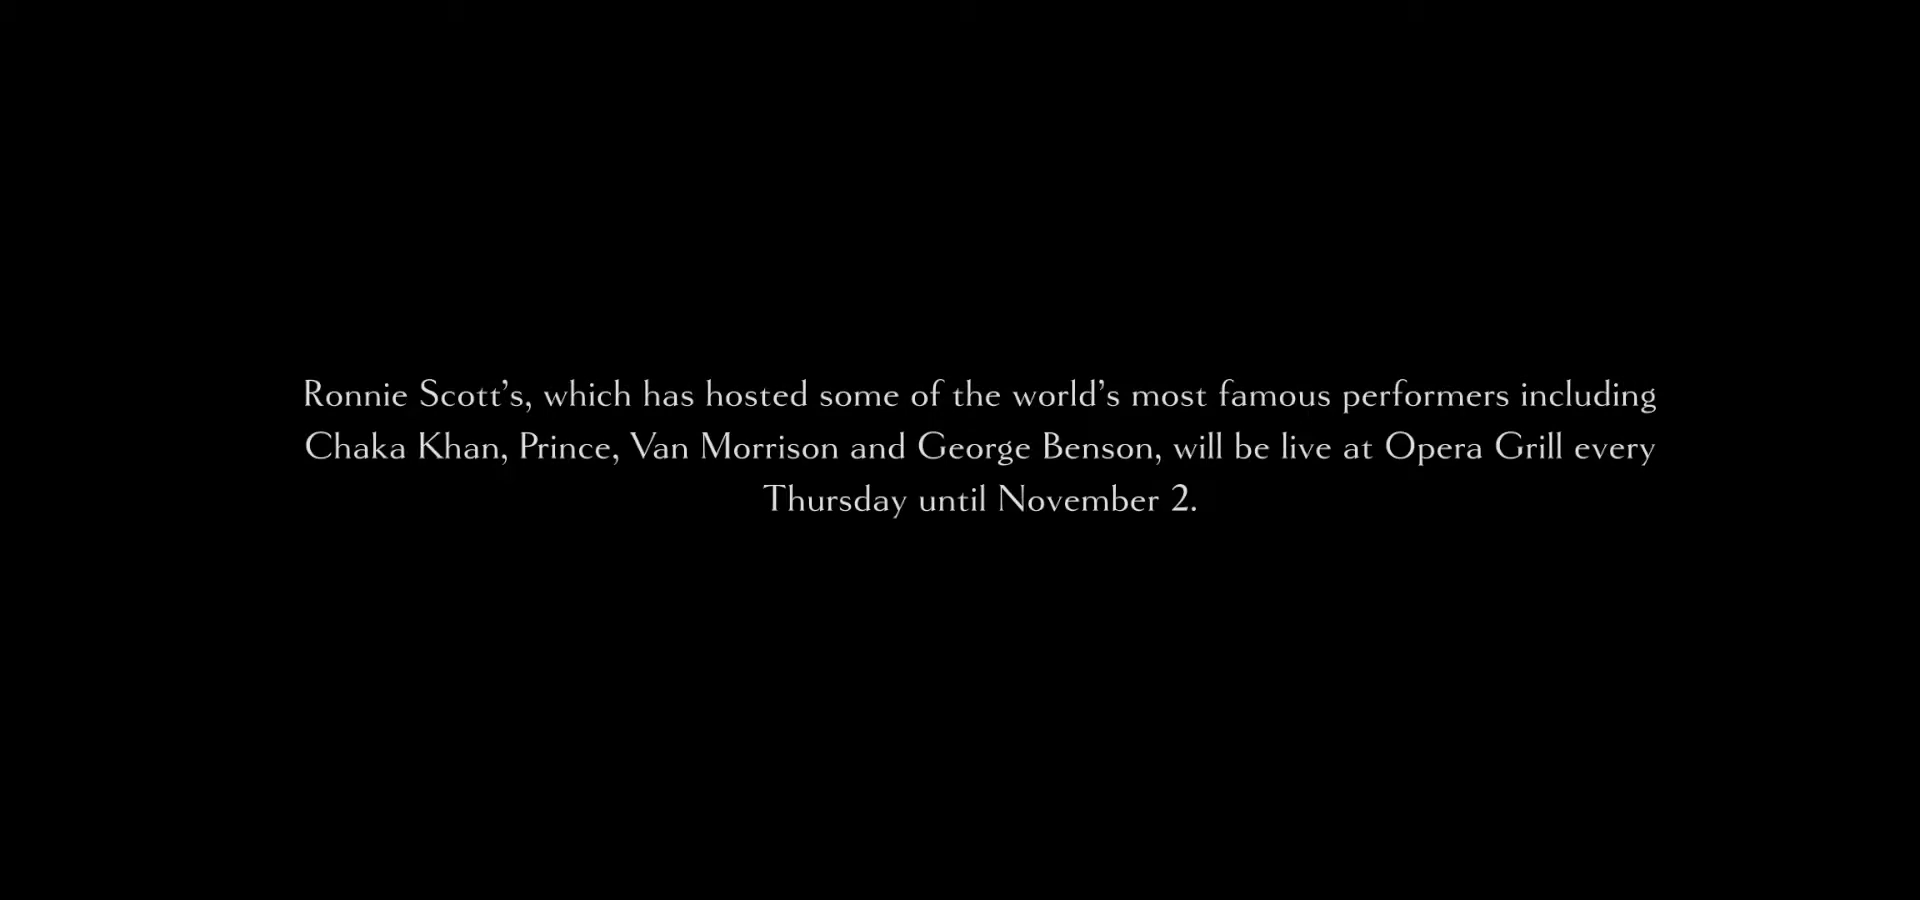 Ronnie Scott’s, which has hosted some of the world’s most famous performers including
Chaka Khan, Prince, Van Morrison and George Benson, will be live at Opera Grill every
Thursday until November 2.